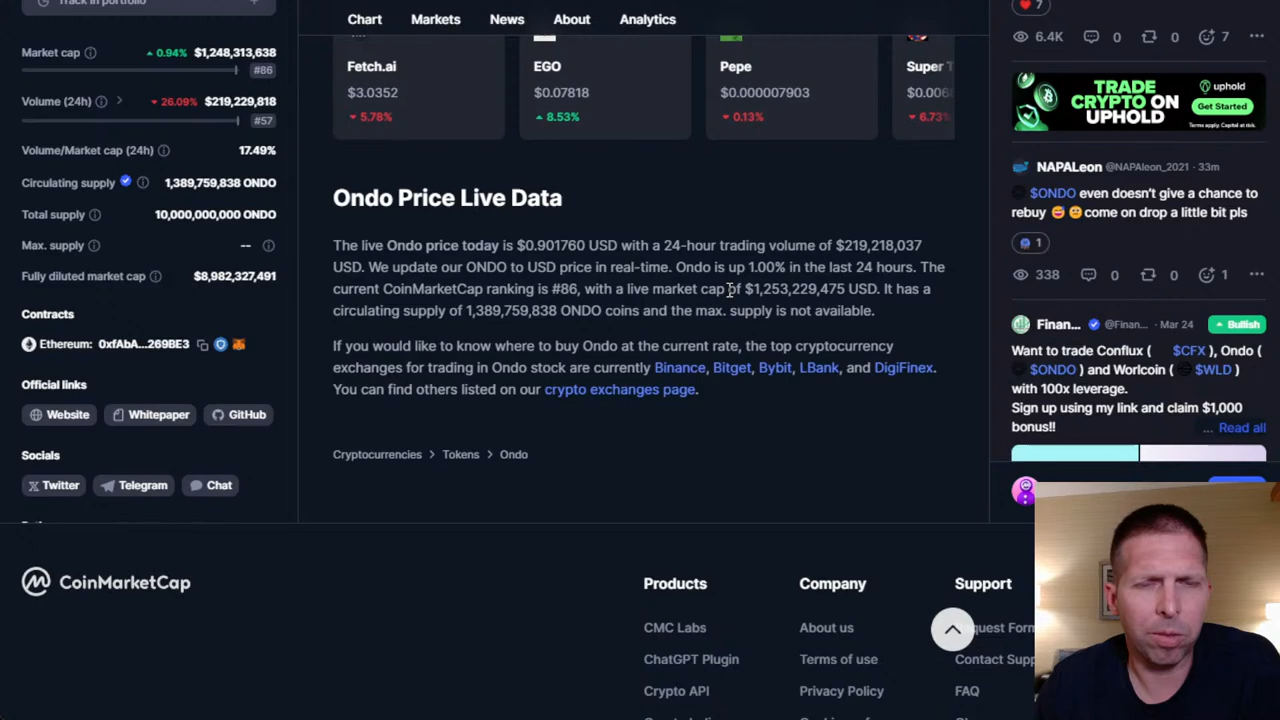 Track in portfolio
Market cap 0.94% $1,248,313,638
#86
Volume (24h) 26.09% $219,229,818
#57
Volume/Market cap (24h) 17.49%
Circulating supply 1,389,759,838 ONDO
Total supply 10,000,000,000 ONDO
Max. supply --
Fully diluted market cap $8,982,327,491
Contracts
Ethereum: 0xfAbA...269BE3
Official links
Website Whitepaper GitHub
Socials
Twitter Telegram Chat
Chart Markets News About Analytics
Fetch.ai EGO Pepe Super
$3.0352 $0.07818 $0.000007903
5.78% 8.53% 0.13% 6.73%
Ondo Price Live Data
The live Ondo price today is $0.901760 USD with a 24-hour trading volume of $219,218,037
USD. We update our ONDO to USD price in real-time. Ondo is up 1.00% in the last 24 hours. The
current CoinMarketCap ranking is #86, with a live market cap of $1,253,229,475 USD. It has a
circulating supply of 1,389,759,838 ONDO coins and the max. supply is not available.
If you would like to know where to buy Ondo at the current rate, the top cryptocurrency
exchanges for trading in Ondo stock are currently Binance, Bitget, Bybit, LBank, and DigiFinex.
You can find others listed on our crypto exchanges page.
Cryptocurrencies > Tokens > Ondo
7
6.4K 0 0 7 ...
TRADE
CRYPTO ON
UPHOLD
uphold
Get Started
Terms apply. Capital at risk.
NAPALeon @NAPAleon_2021 · 33m
$ONDO even doesn't give a chance to
rebuy 😅 😕 come on drop a little bit pls
1
338 0 0 1 ...
Finan... @Finan... · Mar 24 Bullish
Want to trade Conflux ( $CFX ), Ondo (
$ONDO ) and Worlcoin ( $WLD )
with 100x leverage.
Sign up using my link and claim $1,000
bonus!! ... Read all
CoinMarketCap
Products Company Support
CMC Labs About us Request Form
ChatGPT Plugin Terms of use Contact Supp
Crypto API Privacy Policy FAQ